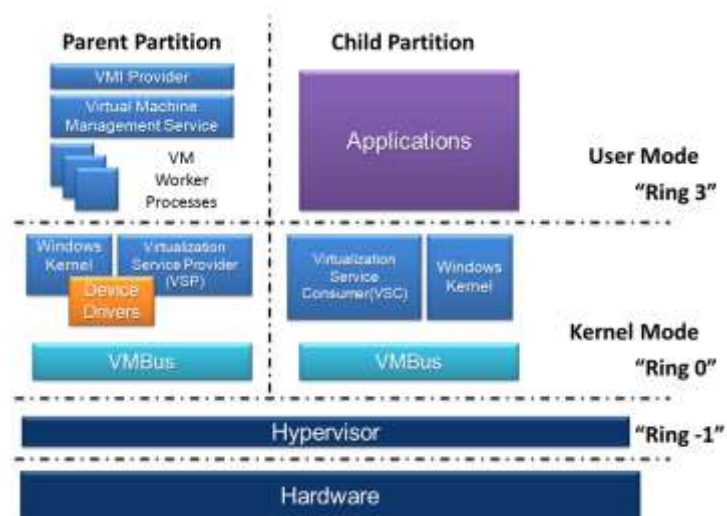 Parent Partition
Child Partition
VMI Provider
Virtual Machine
Management Service
VM
Worker
Processes
Applications
User Mode
“Ring 3”
Windows
Kernel
Virtualization
Service Provider
(VSP)
Device
Drivers
VMBus
Virtualization
Service
Consumer(VSC)
Windows
Kernel
VMBus
Kernel Mode
“Ring 0”
Hypervisor
“Ring -1”
Hardware